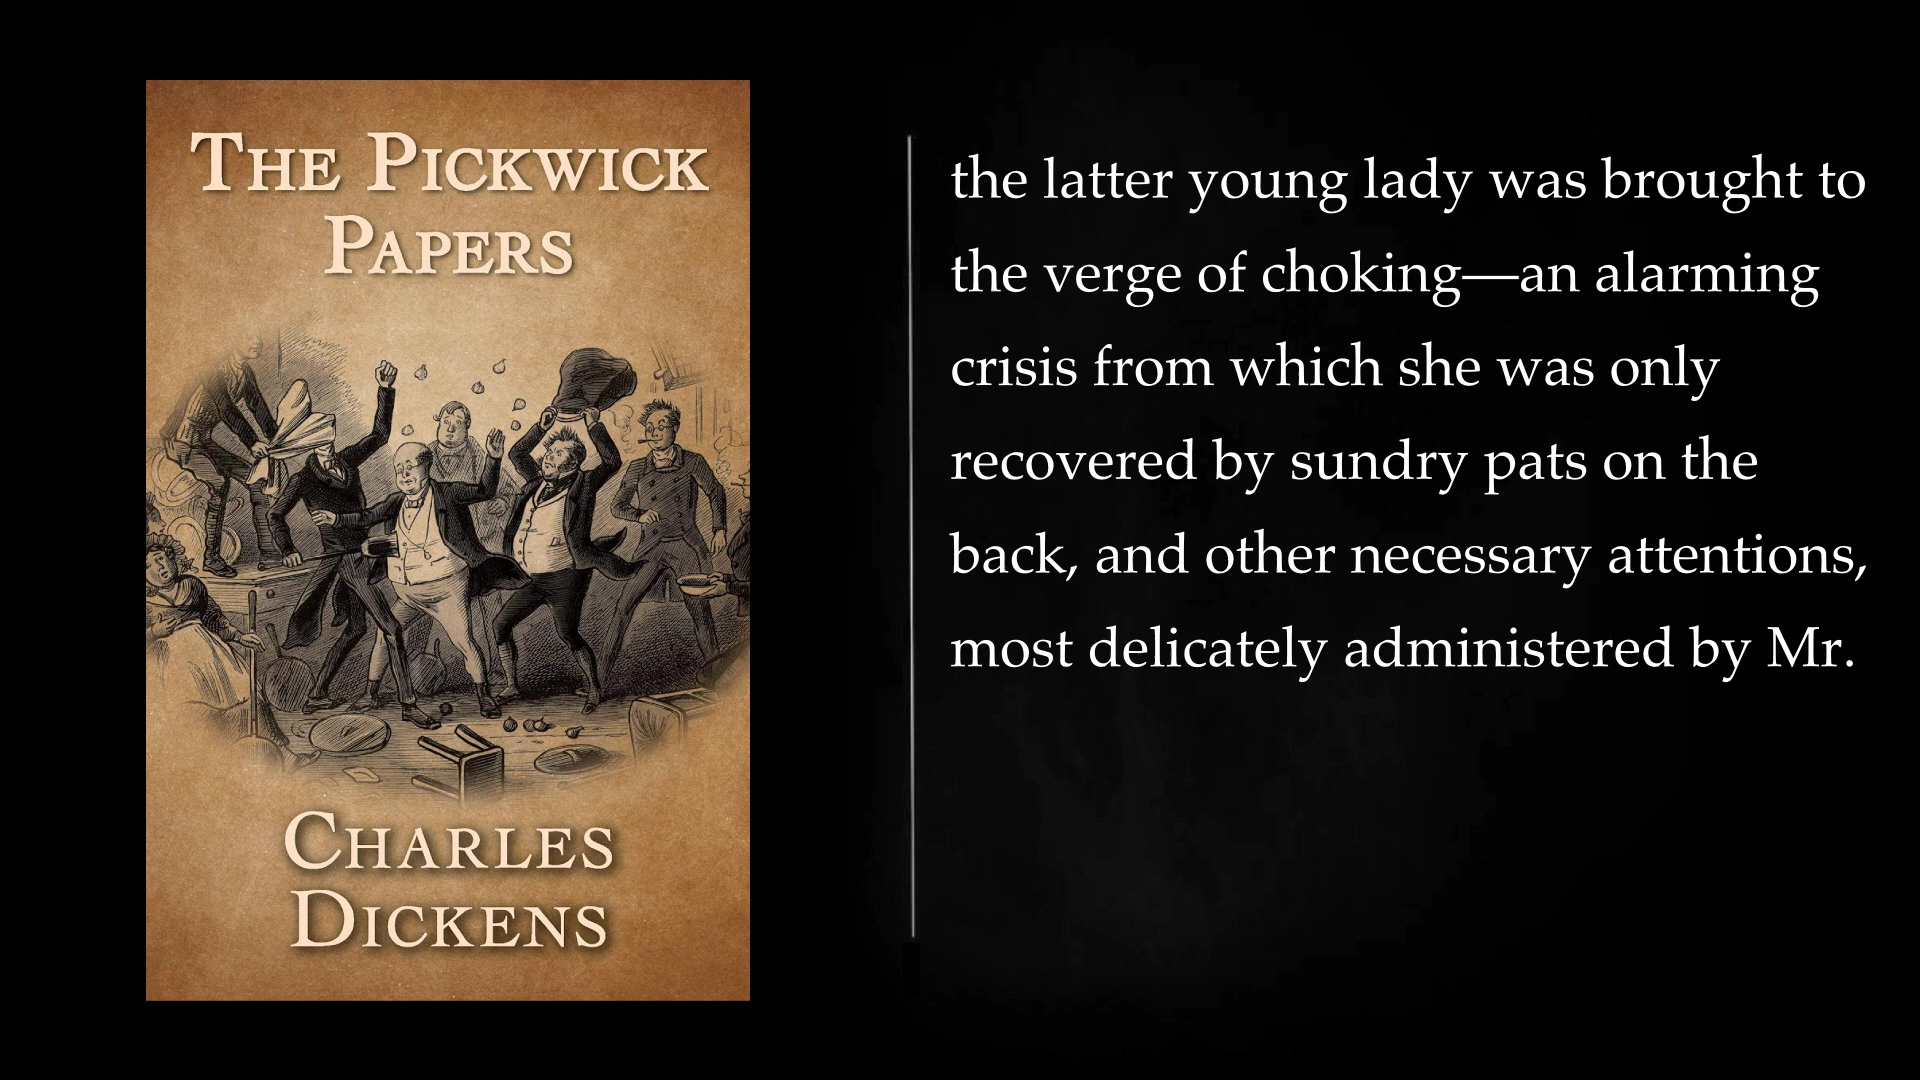 The Pickwick
Papers
Charles
Dickens
the latter young lady was brought to
the verge of choking—an alarming
crisis from which she was only
recovered by sundry pats on the
back, and other necessary attentions,
most delicately administered by Mr.